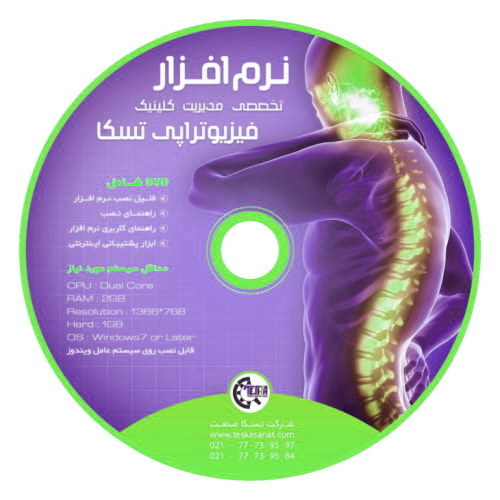 نرم افزار
تخصصی مدیریت کلینیک
فیزیوتراپی تسکا
DVD شامل
فایل نصب نرم افزار
راهنمای نصب
راهنمای کاربری نرم افزار
ابزار پشتیبانی اینترنتی
حداقل سیستم مورد نیاز
CPU : Dual Core
RAM : 2GB
Resolution : 1366*768
Hard : 1GB
OS : Windows7 or Later
قابل نصب روی سیستم عامل ویندوز
TESKA
شرکت تسکا صنعت
www.teskasanat.com
021 - 77 73 95 97
021 - 77 73 95 84